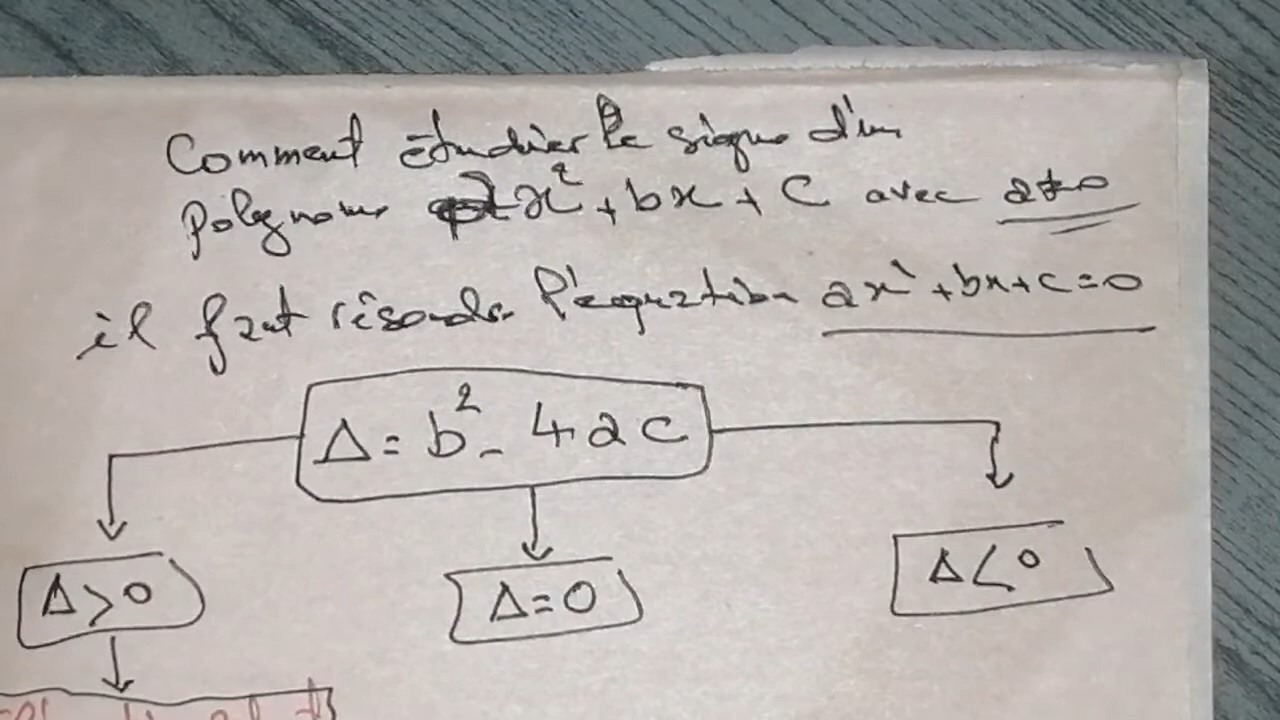 Comment étudier le signe d'un
polynome ax² + bx + c avec a≠0
il faut résoudre l'equation ax²+bx+c=0
Δ = b² - 4ac
Δ>0
Δ=0
Δ<0